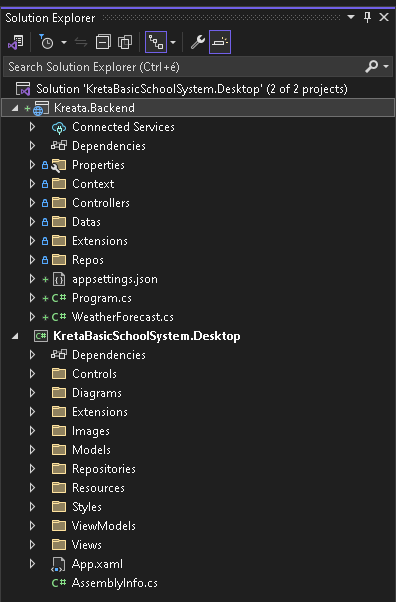 Solution Explorer
Search Solution Explorer (Ctrl+é)
Solution 'KretaBasicSchoolSystem.Desktop' (2 of 2 projects)
Kreata.Backend
Connected Services
Dependencies
Properties
Context
Controllers
Datas
Extensions
Repos
appsettings.json
C# Program.cs
C# WeatherForecast.cs
C# KretaBasicSchoolSystem.Desktop
Dependencies
Controls
Diagrams
Extensions
Images
Models
Repositories
Resources
Styles
ViewModels
Views
App.xaml
C# AssemblyInfo.cs